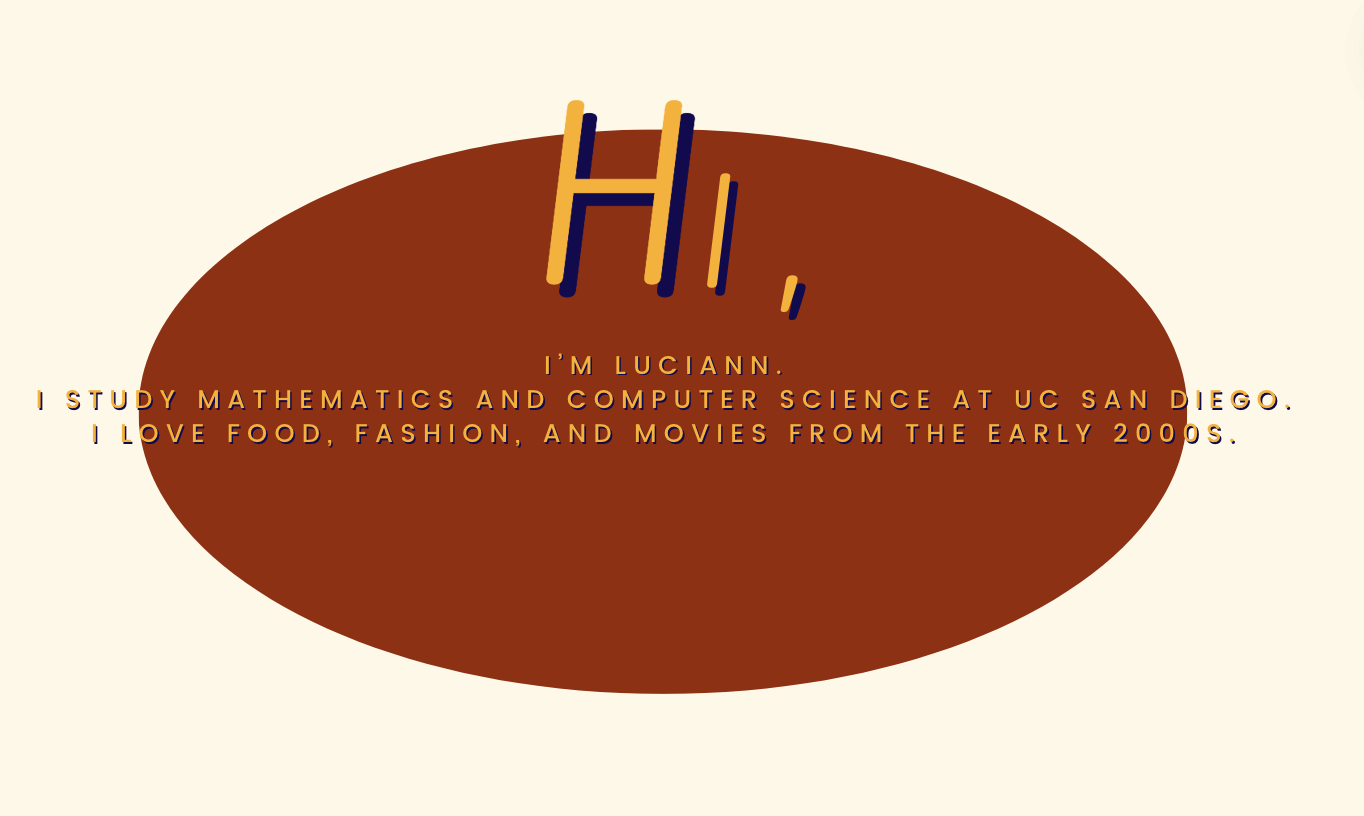 HI,
I'M LUCIANN.
I STUDY MATHEMATICS AND COMPUTER SCIENCE AT UC SAN DIEGO.
I LOVE FOOD, FASHION, AND MOVIES FROM THE EARLY 2000S.